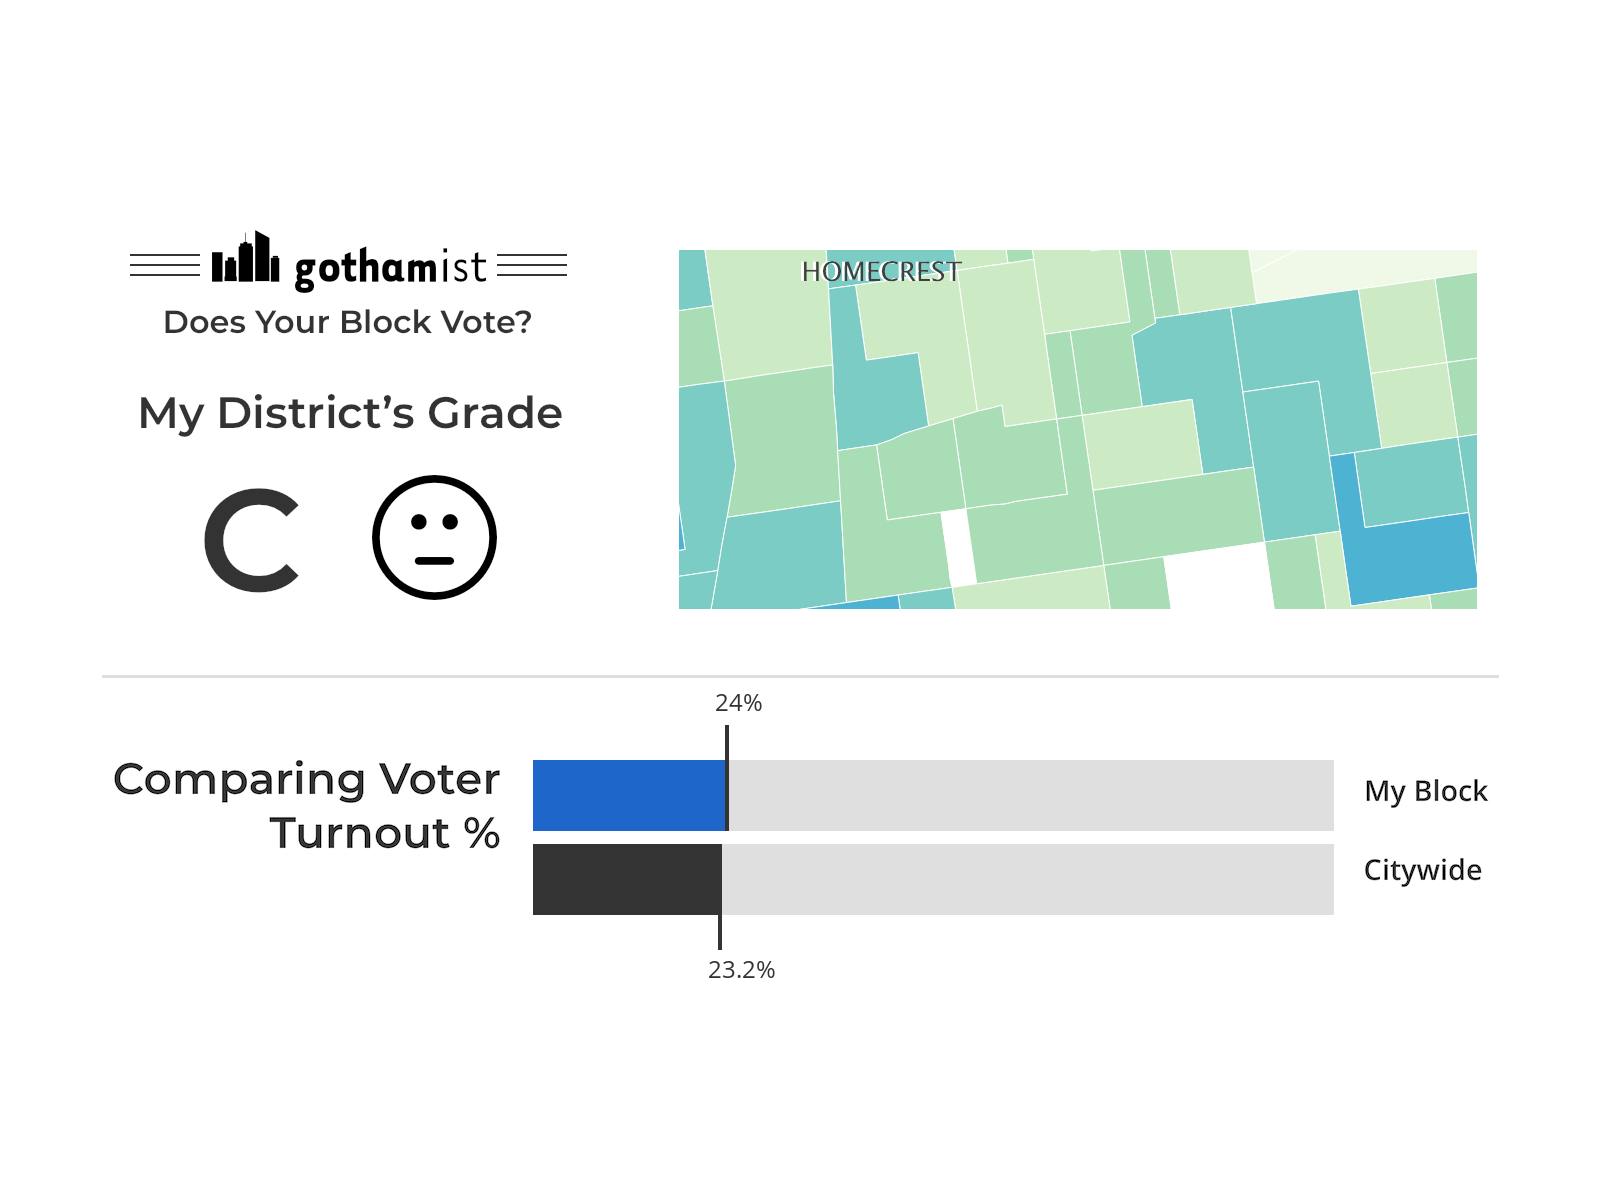 gothamist
Does Your Block Vote?
My District’s Grade
C
HOMECREST
24%
Comparing Voter
Turnout %
My Block
Citywide
23.2%